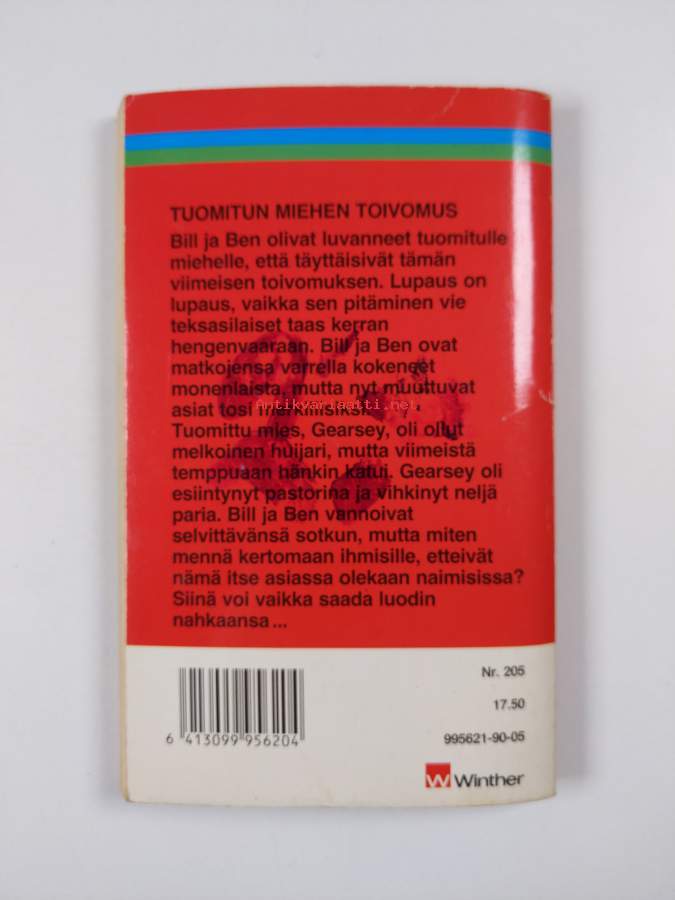 TUOMITUN MIEHEN TOIVOMUS
Bill ja Ben olivat luvanneet tuomitulle
miehelle, että täyttäisivät tämän
viimeisen toivomuksen. Lupaus on
lupaus, vaikka sen pitäminen vie
teksasilaiset taas kerran
hengenvaaraan. Bill ja Ben ovat
matkojensa varrella kokeneet
monenlaista, mutta nyt muuttuvat
asiat tosi merkillisiksi.
Antikvariaatti.net
Tuomittu mies, Gearsey, oli ollut
melkoinen huijari, mutta viimeistä
temppuaan hänkin katui. Gearsey oli
esiintynyt pastorina ja vihkinyt neljä
paria. Bill ja Ben vannoivat
selvittävänsä sotkun, mutta miten
mennä kertomaan ihmisille, etteivät
nämä itse asiassa olekaan naimisissa?
Siinä voi vaikka saada luodin
nahkaansa ...
6 413099 956204
Nr. 205
17.50
995621-90-05
W Winther